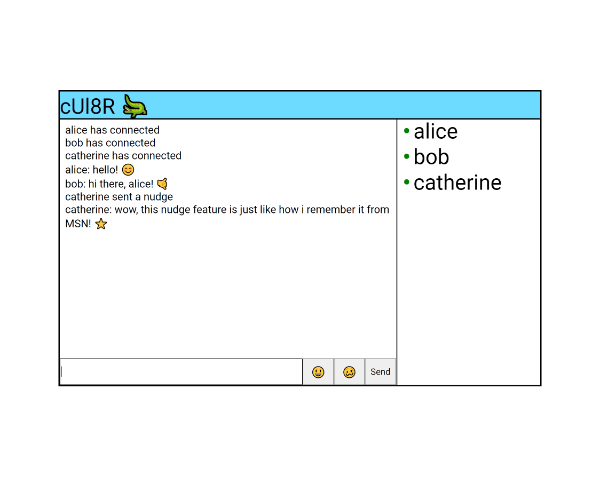 cUl8R 🐊
alice has connected
bob has connected
catherine has connected
alice: hello! 😊
bob: hi there, alice! 🤙
catherine sent a nudge
catherine: wow, this nudge feature is just like how i remember it from
MSN! ⭐
Send
alice
bob
catherine